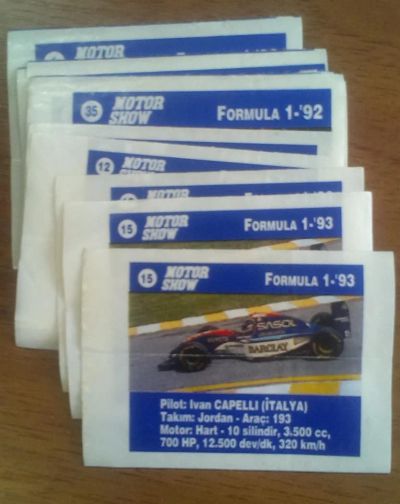 35 MOTOR SHOW FORMULA 1-'92
12 MOTOR
MOTOR
15 MOTOR SHOW FORMULA 1-'93
15 MOTOR SHOW FORMULA 1-'93
SASOL
BARCLAY
Pilot: Ivan CAPELLI (İTALYA)
Takım: Jordan - Araç: 193
Motor: Hart - 10 silindir, 3.500 cc,
700 HP, 12.500 dev/dk, 320 km/h